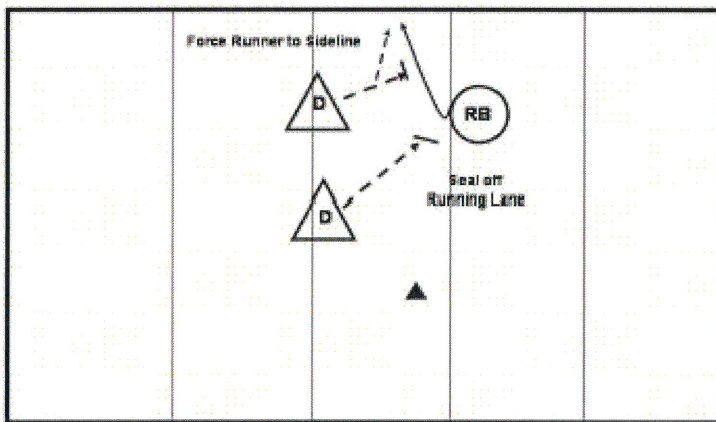 Force Runner to Sideline
D
RB
Seal off
Running Lane
D